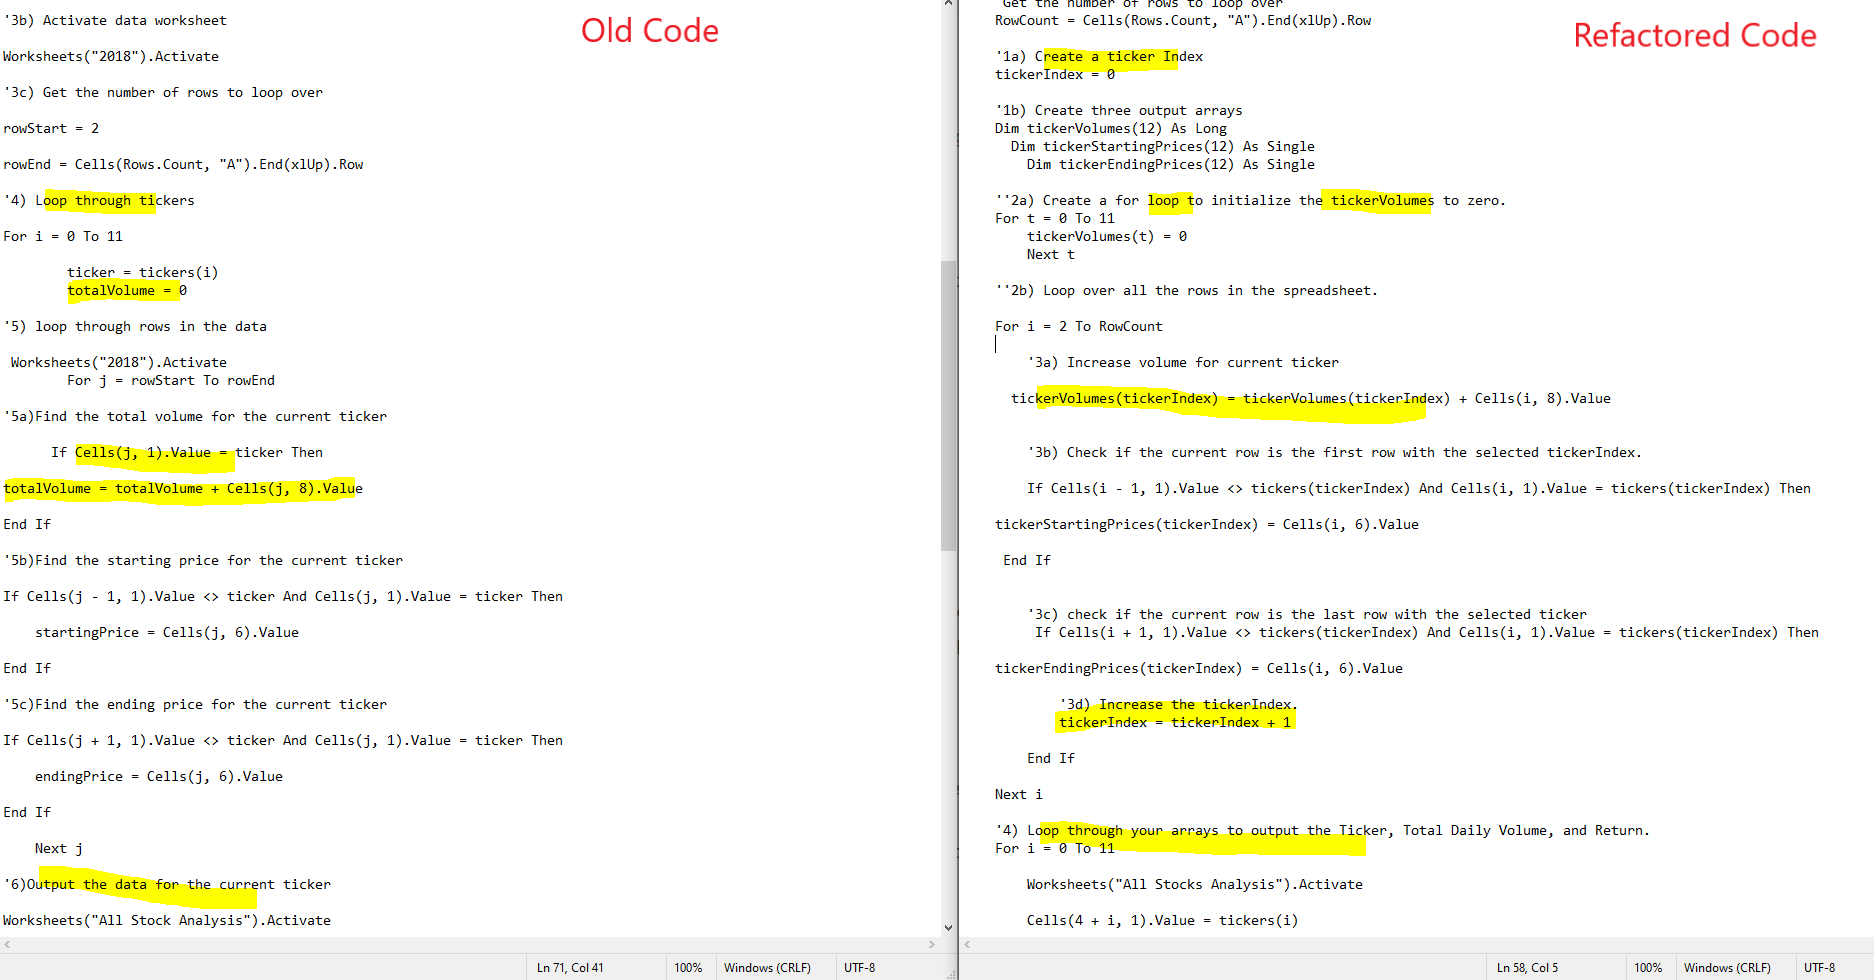 '3b) Activate data worksheet
Old Code
Worksheets("2018").Activate
'3c) Get the number of rows to loop over
rowStart = 2
rowEnd = Cells(Rows.Count, "A").End(xlUp).Row
'4) Loop through tickers
For i = 0 To 11
ticker = tickers(i)
totalVolume = 0
'5) loop through rows in the data
Worksheets("2018").Activate
For j = rowStart To rowEnd
'5a)Find the total volume for the current ticker
If Cells(j, 1).Value = ticker Then
totalVolume = totalVolume + Cells(j, 8).Value
End If
'5b)Find the starting price for the current ticker
If Cells(j - 1, 1).Value <> ticker And Cells(j, 1).Value = ticker Then
startingPrice = Cells(j, 6).Value
End If
'5c)Find the ending price for the current ticker
If Cells(j + 1, 1).Value <> ticker And Cells(j, 1).Value = ticker Then
endingPrice = Cells(j, 6).Value
End If
Next j
'6)Output the data for the current ticker
Worksheets("All Stock Analysis").Activate
Ln 71, Col 41
100%
Windows (CRLF)
UTF-8
Get the number of rows to loop over
RowCount = Cells(Rows.Count, "A").End(xlUp).Row
Refactored Code
'1a) Create a ticker Index
tickerIndex = 0
'1b) Create three output arrays
Dim tickerVolumes(12) As Long
Dim tickerStartingPrices(12) As Single
Dim tickerEndingPrices(12) As Single
''2a) Create a for loop to initialize the tickerVolumes to zero.
For t = 0 To 11
tickerVolumes(t) = 0
Next t
''2b) Loop over all the rows in the spreadsheet.
For i = 2 To RowCount
'3a) Increase volume for current ticker
tickerVolumes(tickerIndex) = tickerVolumes(tickerIndex) + Cells(i, 8).Value
'3b) Check if the current row is the first row with the selected tickerIndex.
If Cells(i - 1, 1).Value <> tickers(tickerIndex) And Cells(i, 1).Value = tickers(tickerIndex) Then
tickerStartingPrices(tickerIndex) = Cells(i, 6).Value
End If
'3c) check if the current row is the last row with the selected ticker
If Cells(i + 1, 1).Value <> tickers(tickerIndex) And Cells(i, 1).Value = tickers(tickerIndex) Then
tickerEndingPrices(tickerIndex) = Cells(i, 6).Value
'3d) Increase the tickerIndex.
tickerIndex = tickerIndex + 1
End If
Next i
'4) Loop through your arrays to output the Ticker, Total Daily Volume, and Return.
For i = 0 To 11
Worksheets("All Stocks Analysis").Activate
Cells(4 + i, 1).Value = tickers(i)
Ln 58, Col 5
100%
Windows (CRLF)
UTF-8